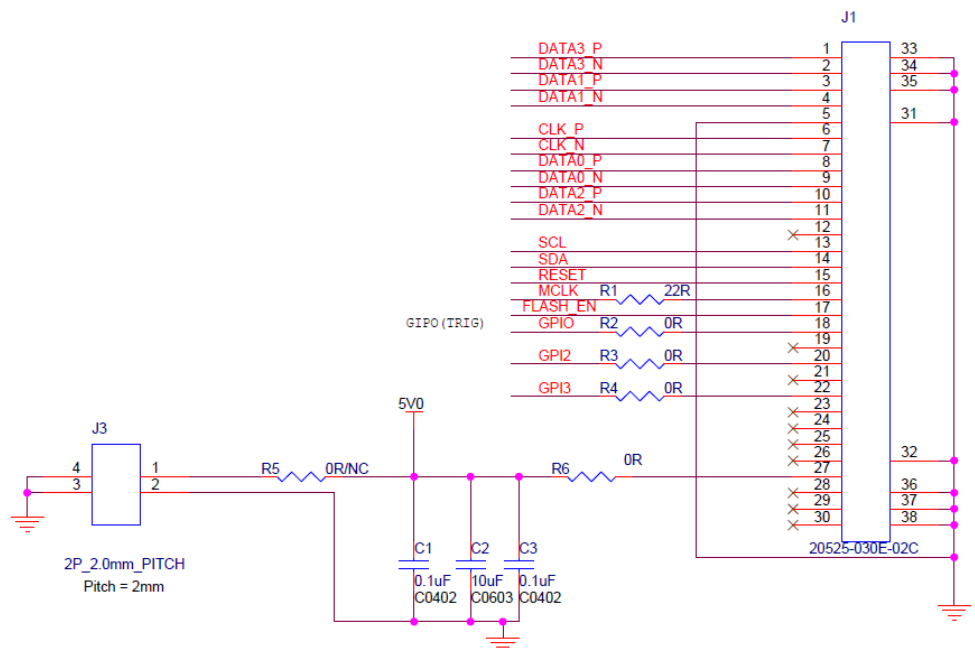 J1
DATA3_P 1 33
DATA3_N 2 34
DATA1_P 3 35
DATA1_N 4
5 31
CLK_P 6
CLK_N 7
DATA0_P 8
DATA0_N 9
DATA2_P 10
DATA2_N 11
12
SCL 13
SDA 14
RESET 15
MCLK R1 22R 16
FLASH_EN 17
GIPO(TRIG) GPIO R2 0R 18
19
GPI2 R3 0R 20
21
GPI3 R4 0R 22
23
5V0
24
J3
25
26 32
4 1 R5 0R/NC R6 0R 27
3 2 28 36
29 37
30 38
C1 C2 C3 20525-030E-02C
2P_2.0mm_PITCH
0.1uF 10uF 0.1uF
Pitch = 2mm
C0402 C0603 C0402